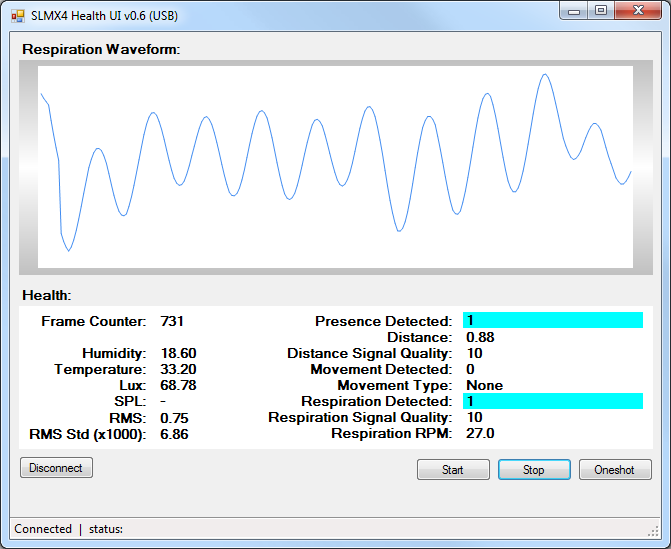 SLMX4 Health UI v0.6 (USB)
Respiration Waveform:
Health:
Frame Counter: 731
Humidity: 18.60
Temperature: 33.20
Lux: 68.78
SPL: -
RMS: 0.75
RMS Std (x1000): 6.86
Presence Detected: 1
Distance: 0.88
Distance Signal Quality: 10
Movement Detected: 0
Movement Type: None
Respiration Detected: 1
Respiration Signal Quality: 10
Respiration RPM: 27.0
Disconnect Start Stop Oneshot
Connected | status: